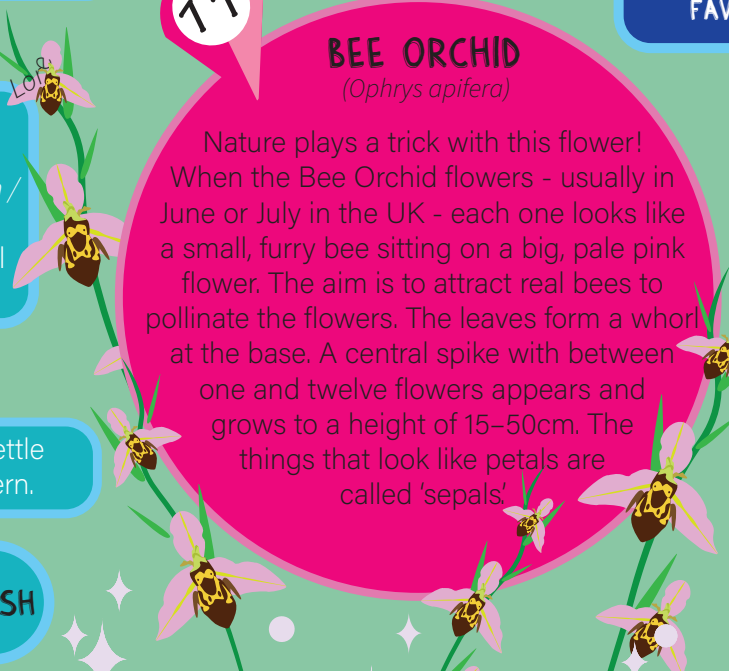 FAV
11
Lore
BEE ORCHID
(Ophrys apifera)
Nature plays a trick with this flower!
When the Bee Orchid flowers - usually in
June or July in the UK - each one looks like
a small, furry bee sitting on a big, pale pink
flower. The aim is to attract real bees to
pollinate the flowers. The leaves form a whorl
at the base. A central spike with between
one and twelve flowers appears and
grows to a height of 15–50cm. The
things that look like petals are
called ‘sepals.’
ettle
ern.
SH